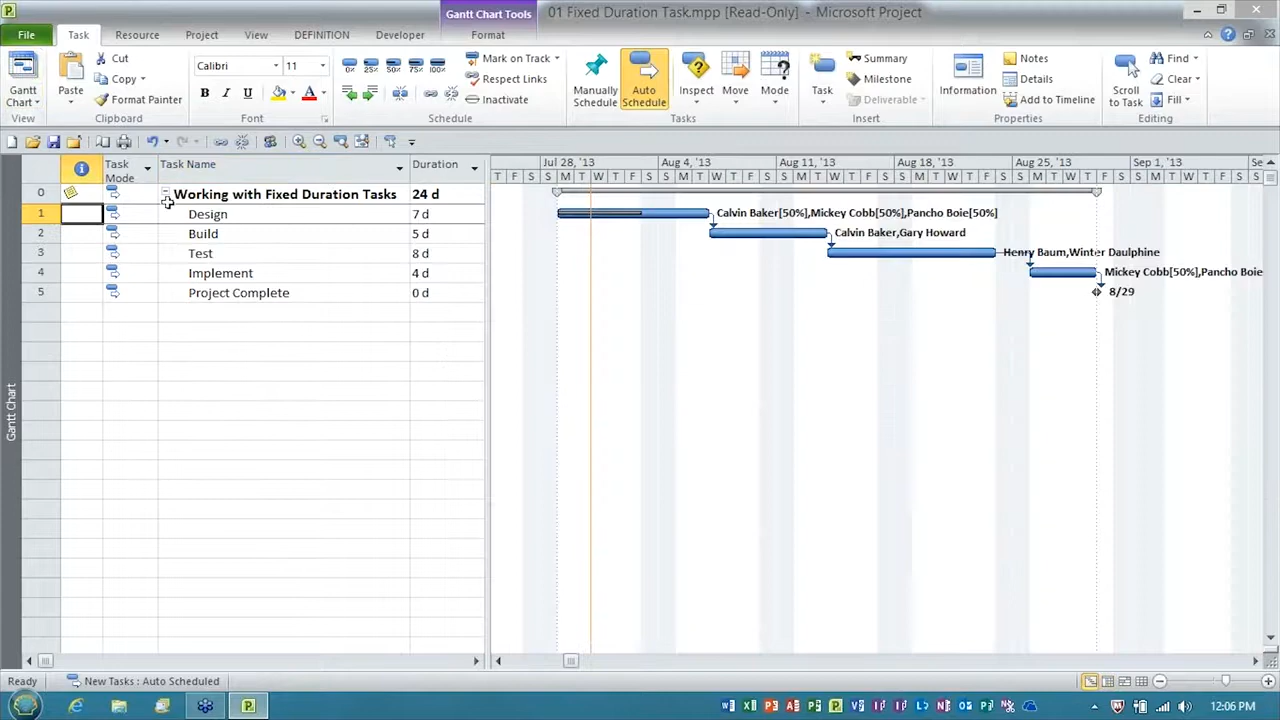 Gantt Chart Tools
01 Fixed Duration Task.mpp [Read-Only] - Microsoft Project
File Task Resource Project View DEFINITION Developer Format
Gantt Chart
View
Paste
Cut
Copy
Format Painter
Clipboard
Calibri 11
B I U A
Font
0% 25% 50% 75% 100%
Mark on Track
Respect Links
Inactivate
Schedule
Manually Schedule
Auto Schedule
Inspect
Move
Mode
Tasks
Task
Summary
Milestone
Deliverable
Insert
Information
Notes
Details
Add to Timeline
Properties
Scroll to Task
Find
Clear
Fill
Editing
Task Mode Task Name Duration
Jul 28, '13 Aug 4, '13 Aug 11, '13 Aug 18, '13 Aug 25, '13 Sep 1, '13 Se
T F S S M T W T F S S M T W T F S S M T W T F S S M T W T F S S M T W T F S S M T W T F S
0 Working with Fixed Duration Tasks 24 d
1 Design 7 d Calvin Baker[50%],Mickey Cobb[50%],Pancho Boie[50%]
2 Build 5 d Calvin Baker,Gary Howard
3 Test 8 d Henry Baum,Winter Daulphine
4 Implement 4 d Mickey Cobb[50%],Pancho Boie
5 Project Complete 0 d 8/29
Gantt Chart
Ready New Tasks : Auto Scheduled
12:06 PM